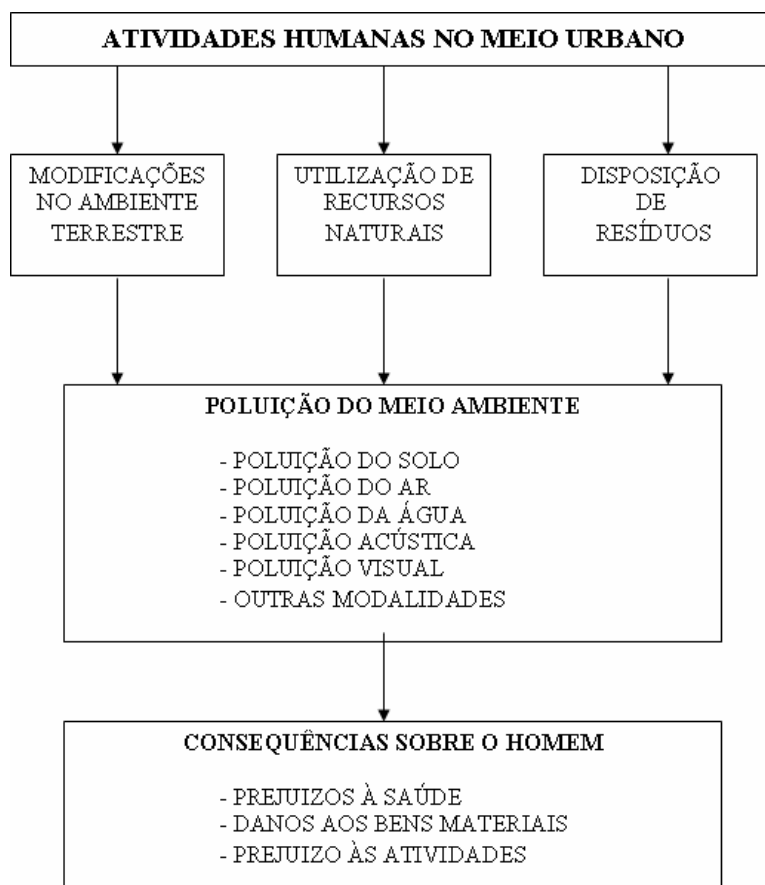 ATIVIDADES HUMANAS NO MEIO URBANO
MODIFICAÇÕES
NO AMBIENTE
TERRESTRE
UTILIZAÇÃO DE
RECURSOS
NATURAIS
DISPOSIÇÃO
DE
RESÍDUOS
POLUIÇÃO DO MEIO AMBIENTE
- POLUIÇÃO DO SOLO
- POLUIÇÃO DO AR
- POLUIÇÃO DA ÁGUA
- POLUIÇÃO ACÚSTICA
- POLUIÇÃO VISUAL
- OUTRAS MODALIDADES
CONSEQUÊNCIAS SOBRE O HOMEM
- PREJUIZOS À SAÚDE
- DANOS AOS BENS MATERIAIS
- PREJUIZO ÀS ATIVIDADES